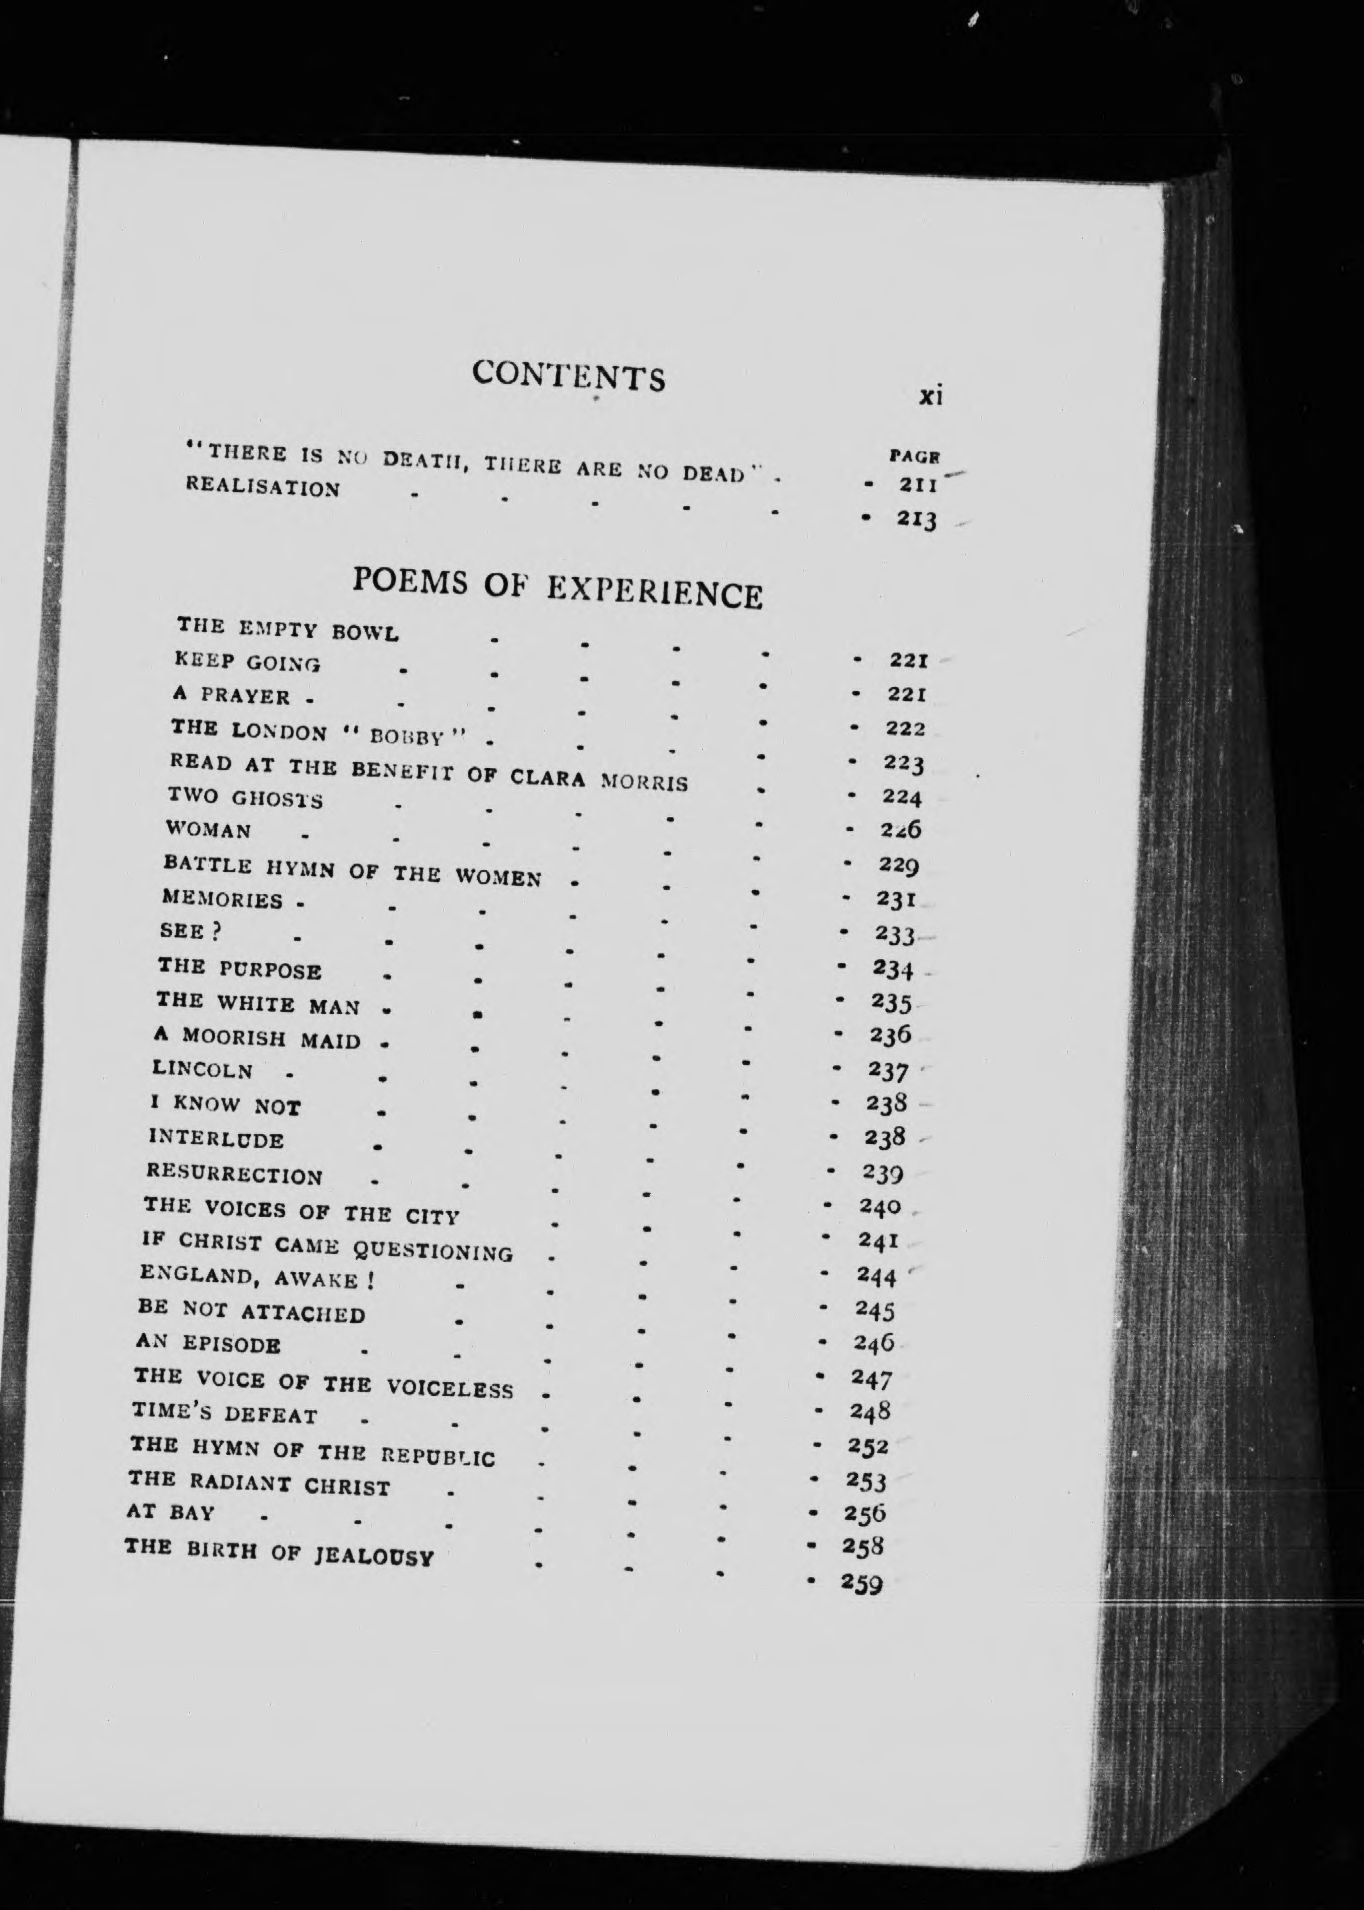 CONTENTS xi
PAGE
“THERE IS NO DEATH, THERE ARE NO DEAD” - - 211
REALISATION - - - - - - 213
POEMS OF EXPERIENCE
THE EMPTY BOWL - - - - - 221
KEEP GOING - - - - - - 221
A PRAYER - - - - - - - 222
THE LONDON “BOBBY” - - - - - 223
READ AT THE BENEFIT OF CLARA MORRIS - - 224
TWO GHOSTS - - - - - - 226
WOMAN - - - - - - - 229
BATTLE HYMN OF THE WOMEN - - - - 231
MEMORIES - - - - - - - 233
SEE? - - - - - - - 234
THE PURPOSE - - - - - - 235
THE WHITE MAN - - - - - - 236
A MOORISH MAID - - - - - - 237
LINCOLN - - - - - - - 238
I KNOW NOT - - - - - - 238
INTERLUDE - - - - - - 239
RESURRECTION - - - - - - 240
THE VOICES OF THE CITY - - - - 241
IF CHRIST CAME QUESTIONING - - - - 244
ENGLAND, AWAKE! - - - - - 245
BE NOT ATTACHED - - - - - 246
AN EPISODE - - - - - - 247
THE VOICE OF THE VOICELESS - - - - 248
TIME'S DEFEAT - - - - - - 252
THE HYMN OF THE REPUBLIC - - - - 253
THE RADIANT CHRIST - - - - - 256
AT BAY - - - - - - - 258
THE BIRTH OF JEALOUSY - - - - 259